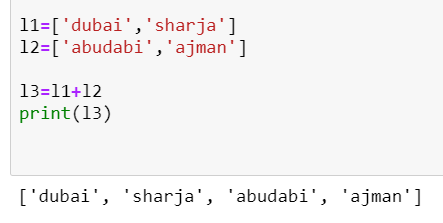 l1=['dubai','sharja']
l2=['abudabi','ajman']
l3=l1+l2
print(l3)
['dubai', 'sharja', 'abudabi', 'ajman']